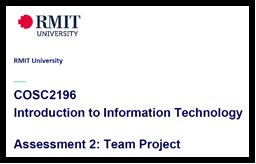 RMIT
UNIVERSITY
RMIT University
COSC2196
Introduction to Information Technology
Assessment 2: Team Project